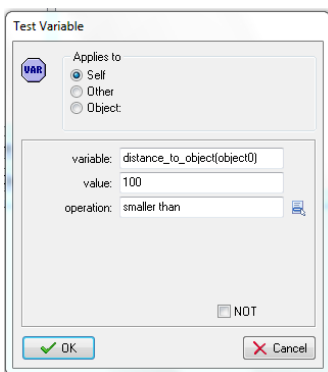 Test Variable
VAR
Applies to
Self
Other
Object:
variable: distance_to_object(object0)
value: 100
operation: smaller than
NOT
OK
Cancel